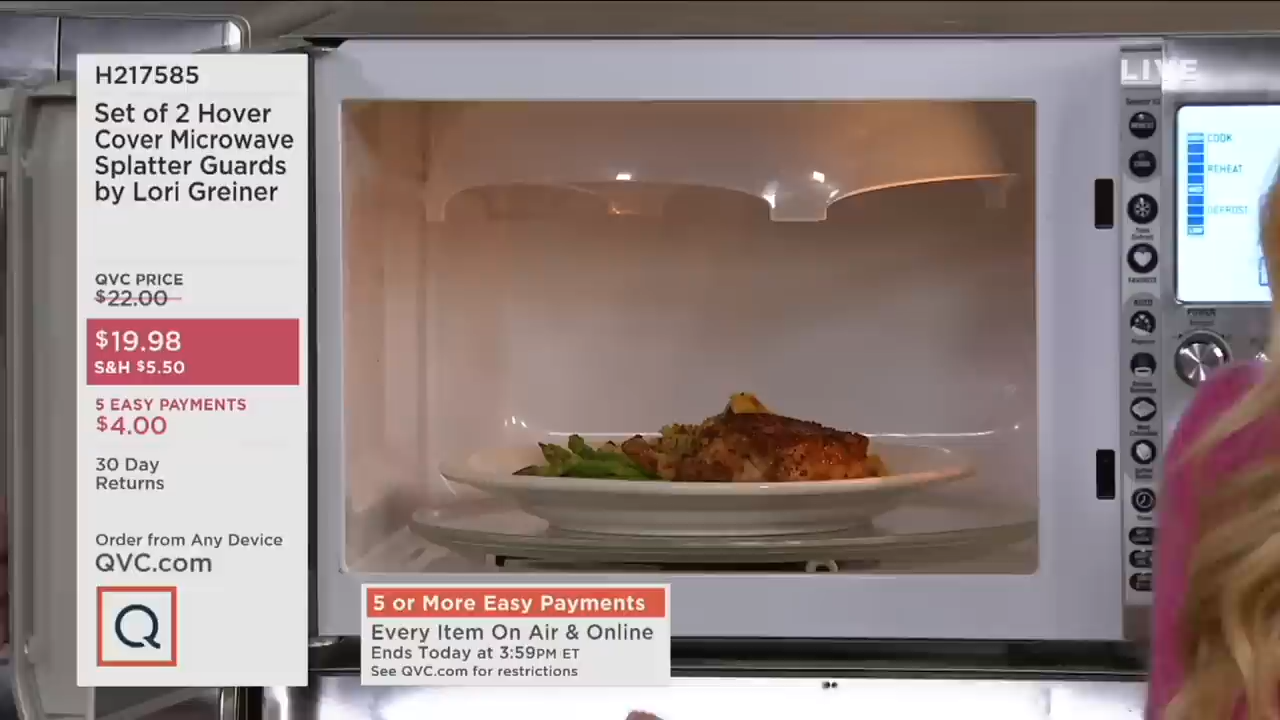 H217585
Set of 2 Hover
Cover Microwave
Splatter Guards
by Lori Greiner
QVC PRICE
$22.00
$19.98
S&H $5.50
5 EASY PAYMENTS
$4.00
30 Day
Returns
Order from Any Device
QVC.com
Q
5 or More Easy Payments
Every Item On Air & Online
Ends Today at 3:59PM ET
See QVC.com for restrictions
LIVE
COOK
REHEAT
DEFROST
POWER